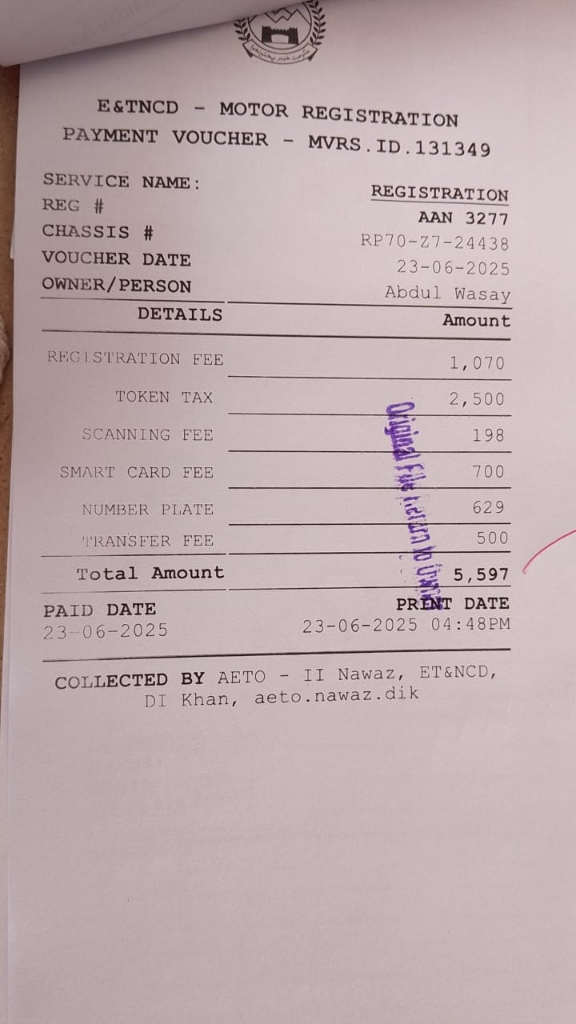 E&TNCD - MOTOR REGISTRATION
PAYMENT VOUCHER - MVRS.ID.131349
SERVICE NAME: REGISTRATION
REG # AAN 3277
CHASSIS # RP70-Z7-24438
VOUCHER DATE 23-06-2025
OWNER/PERSON Abdul Wasay
DETAILS Amount
REGISTRATION FEE 1,070
TOKEN TAX 2,500
SCANNING FEE 198
SMART CARD FEE 700
NUMBER PLATE 629
TRANSFER FEE 500
Total Amount 5,597
Original File Return to
PAID DATE PRINT DATE
23-06-2025 23-06-2025 04:48PM
COLLECTED BY AETO - II Nawaz, ET&NCD,
DI Khan, aeto.nawaz.dik